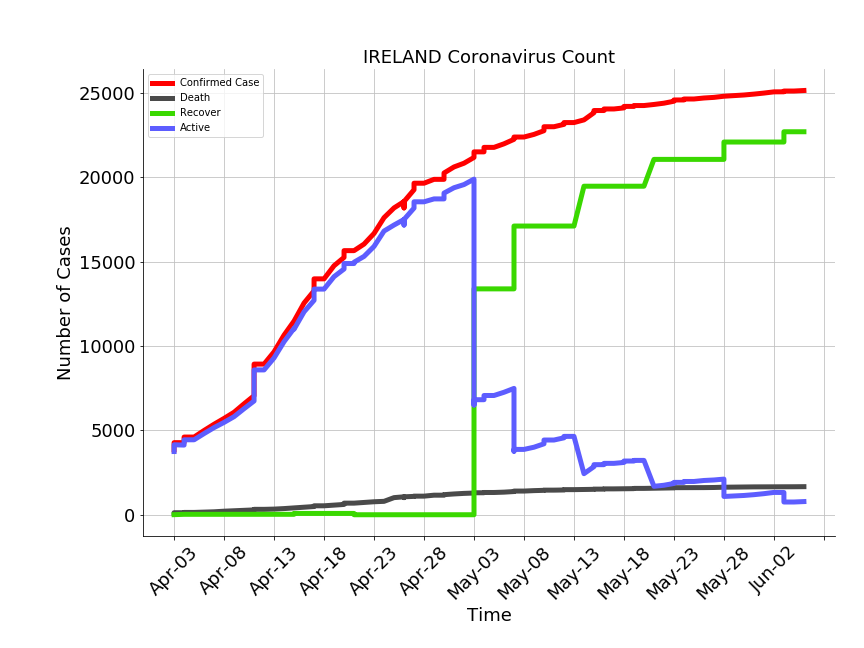 IRELAND Coronavirus Count
Confirmed Case
Death
Recover
Active
Number of Cases
25000
20000
15000
10000
5000
0
Apr-03
Apr-08
Apr-13
Apr-18
Apr-23
Apr-28
May-03
May-08
May-13
May-18
May-23
May-28
Jun-02
Time